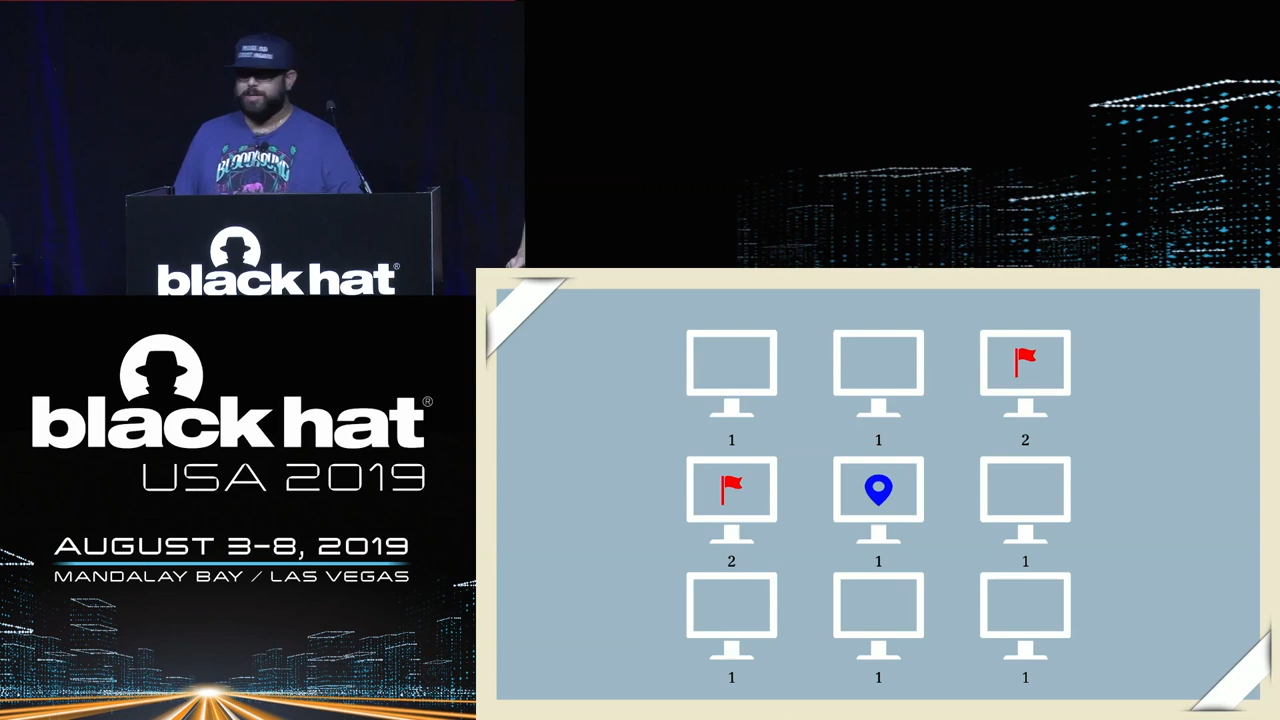 BLOODHOUND
black hat®
black hat®
USA 2019
AUGUST 3-8, 2019
MANDALAY BAY / LAS VEGAS
1 1 2
2 1 1
1 1 1